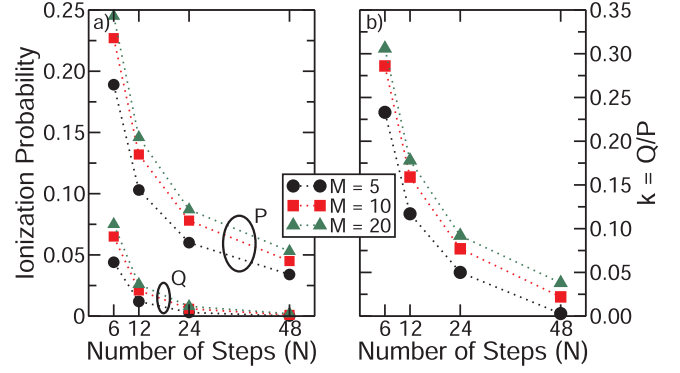 a)
0.25
0.20
0.15
0.10
0.05
0
Ionization Probability
P
Q
6 12 24 48
Number of Steps (N)
M = 5
M = 10
M = 20
b)
0.35
0.30
0.25
0.20
0.15
0.10
0.05
0.00
k = Q/P
6 12 24 48
Number of Steps (N)